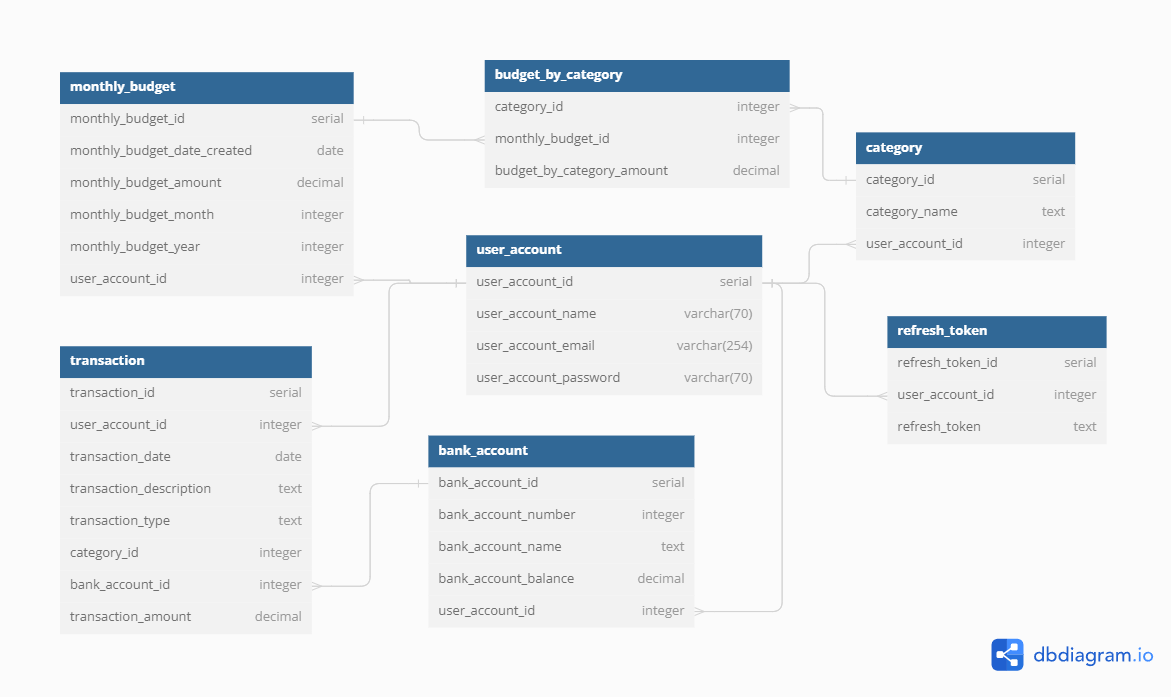 monthly_budget
monthly_budget_id serial
monthly_budget_date_created date
monthly_budget_amount decimal
monthly_budget_month integer
monthly_budget_year integer
user_account_id integer
budget_by_category
category_id integer
monthly_budget_id integer
budget_by_category_amount decimal
category
category_id serial
category_name text
user_account_id integer
user_account
user_account_id serial
user_account_name varchar(70)
user_account_email varchar(254)
user_account_password varchar(70)
refresh_token
refresh_token_id serial
user_account_id integer
refresh_token text
transaction
transaction_id serial
user_account_id integer
transaction_date date
transaction_description text
transaction_type text
category_id integer
bank_account_id integer
transaction_amount decimal
bank_account
bank_account_id serial
bank_account_number integer
bank_account_name text
bank_account_balance decimal
user_account_id integer
dbdiagram.io